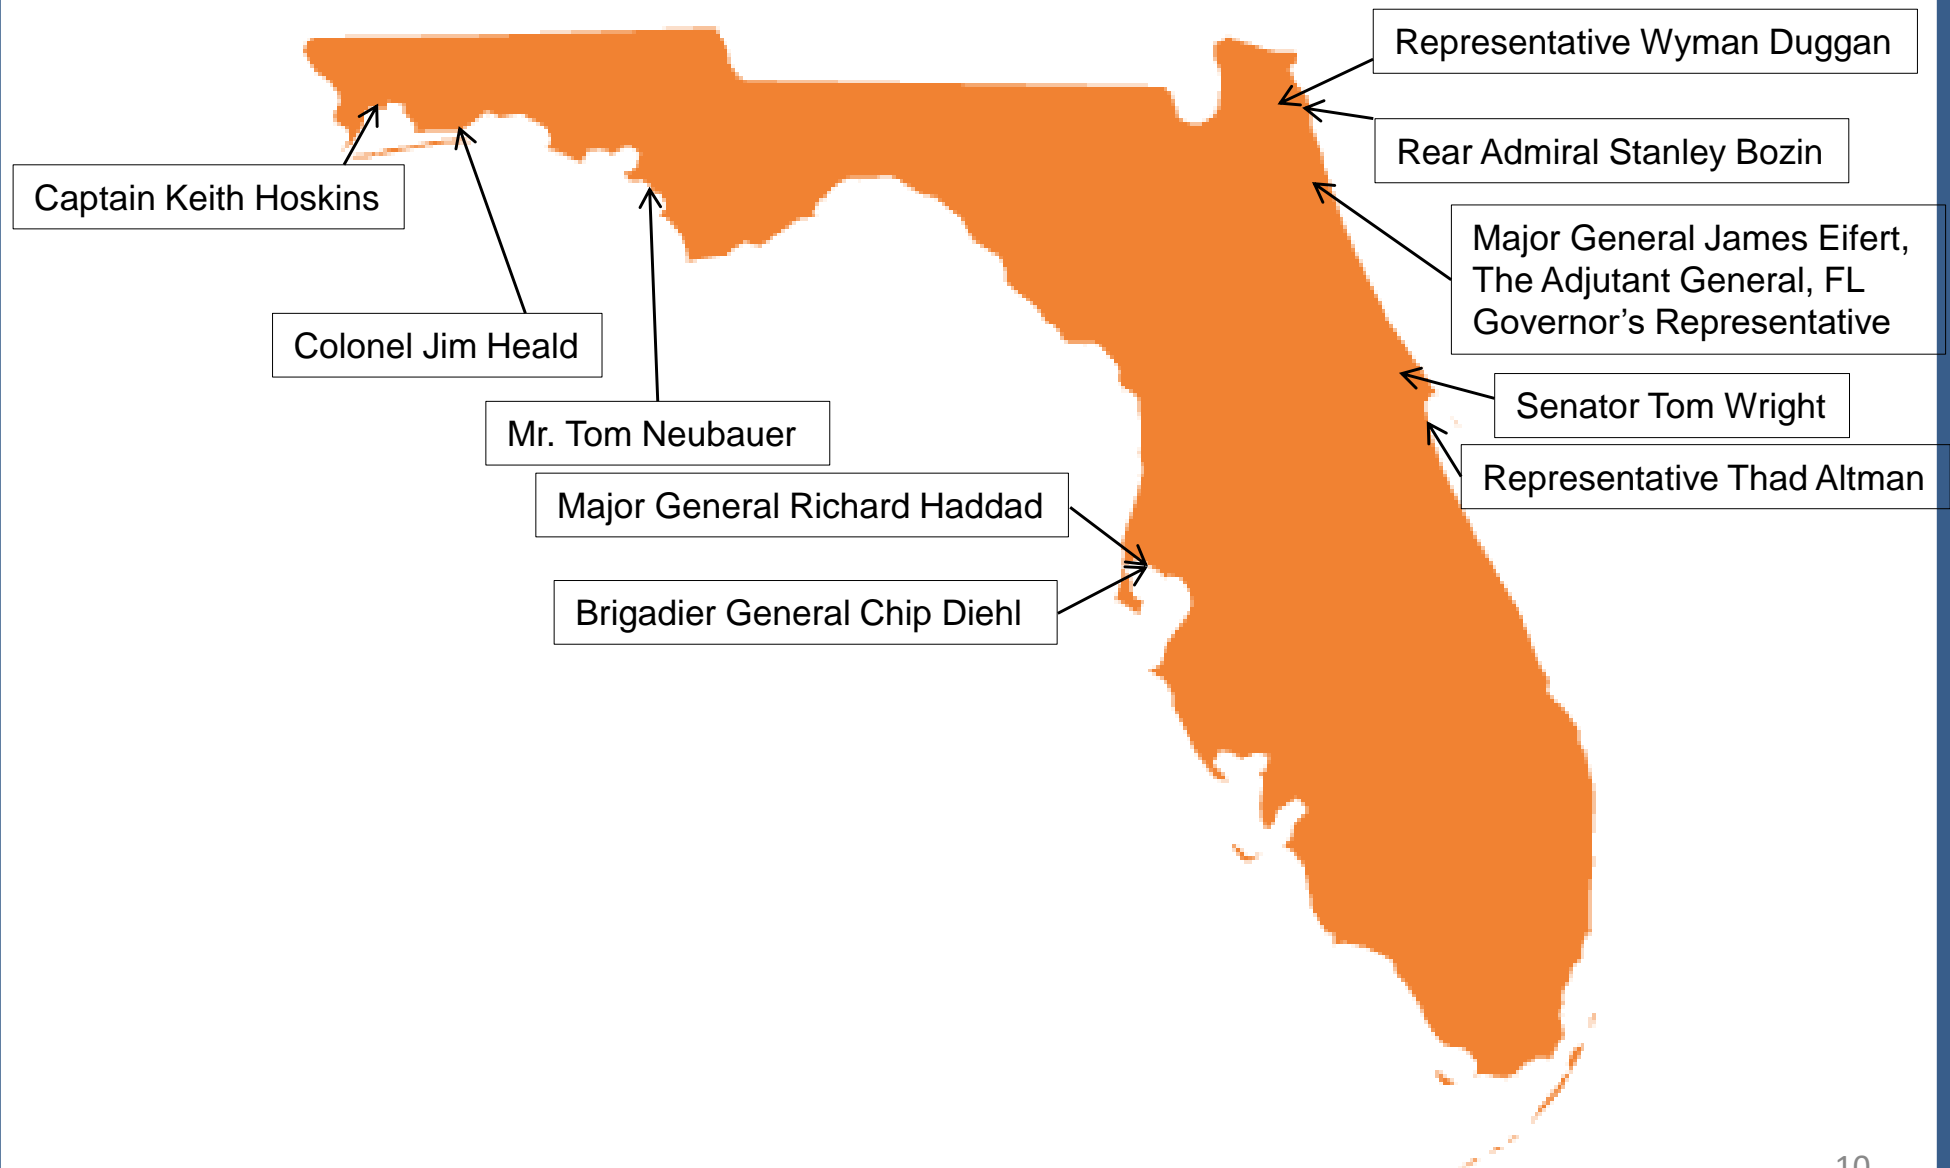 Representative Wyman Duggan
Rear Admiral Stanley Bozin
Captain Keith Hoskins
Major General James Eifert,
The Adjutant General, FL
Governor's Representative
Colonel Jim Heald
Senator Tom Wright
Mr. Tom Neubauer
Representative Thad Altman
Major General Richard Haddad
Brigadier General Chip Diehl
10